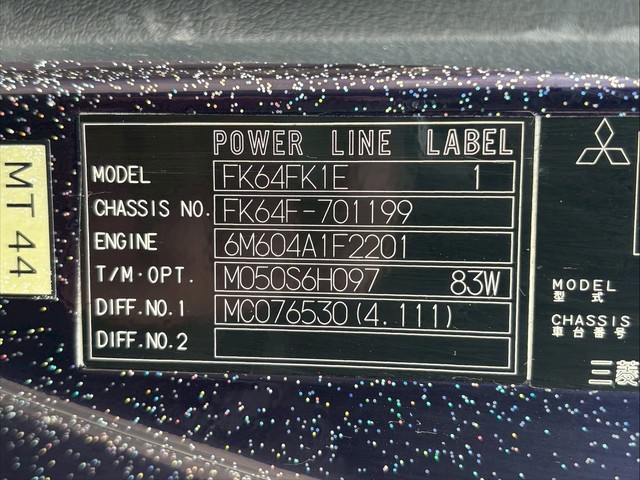 POWER LINE LABEL
MODEL FK64FK1E 1
CHASSIS NO. FK64F-701199
ENGINE 6M604A1F2201
T/M·OPT. M050S6H097 83W
DIFF.NO.1 MC076530(4.111)
DIFF.NO.2
MT 44
MODEL
型式
CHASSIS
車台番号
三菱